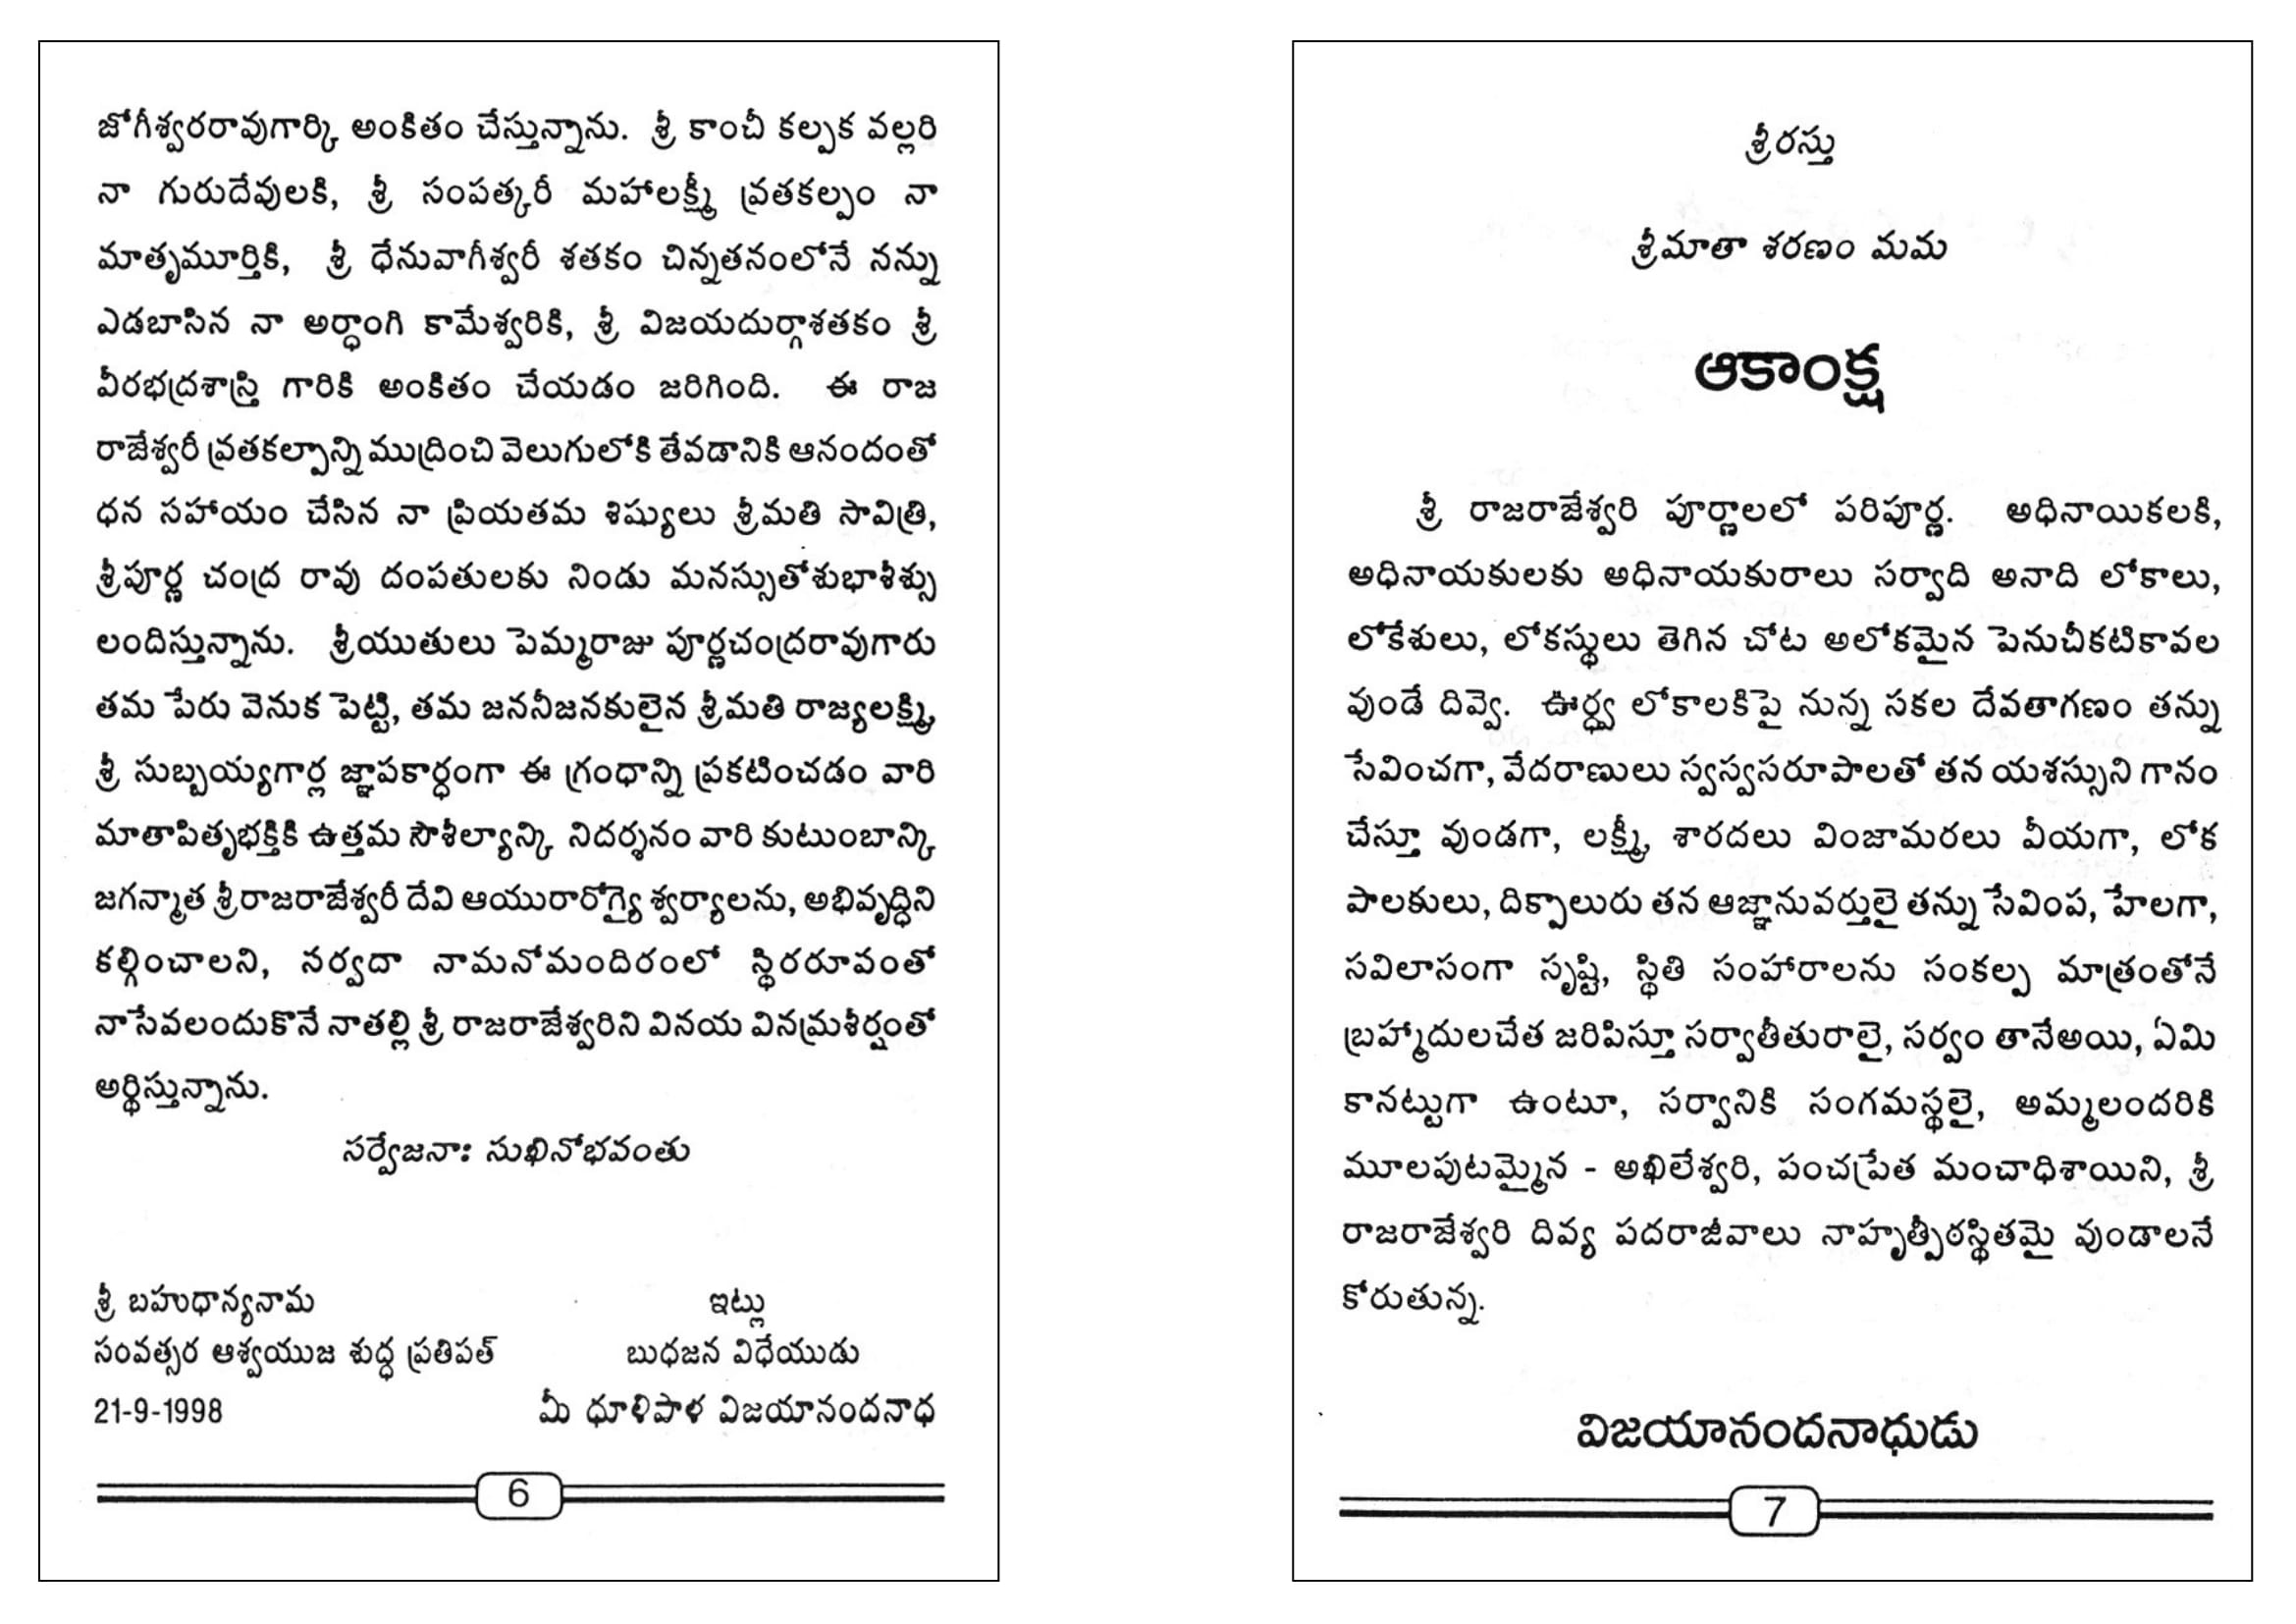 జోగీశ్వరరావుగార్కి అంకితం చేస్తున్నాను. శ్రీ కాంచీ కల్పక వల్లరి
నా గురుదేవులకి, శ్రీ సంపత్కరీ మహాలక్ష్మీ వ్రతకల్పం నా
మాతృమూర్తికి, శ్రీ ధేనువాగీశ్వరీ శతకం చిన్నతనంలోనే నన్ను
ఎడబాసిన నా అర్ధాంగి కామేశ్వరికి, శ్రీ విజయదుర్గాశతకం శ్రీ
వీరభద్రశాస్త్రి గారికి అంకితం చేయడం జరిగింది. ఈ రాజ
రాజేశ్వరీ వ్రతకల్పాన్ని ముద్రించి వెలుగులోకి తేవడానికి ఆనందంతో
ధన సహాయం చేసిన నా ప్రియతమ శిష్యులు శ్రీమతి సావిత్రి,
శ్రీపూర్ణ చంద్ర రావు దంపతులకు నిండు మనస్సుతోశుభాశీశ్సు
లందిస్తున్నాను. శ్రీయుతులు పెమ్మరాజు పూర్ణచంద్రరావుగారు
తమ పేరు వెనుక పెట్టి, తమ జననీజనకులైన శ్రీమతి రాజ్యలక్ష్మి,
శ్రీ సుబ్బయ్యగార్ల జ్ఞాపకార్ధంగా ఈ గ్రంధాన్ని ప్రకటించడం వారి
మాతాపితృభక్తికి ఉత్తమ సౌశీల్యాన్కి నిదర్శనం వారి కుటుంబాన్కి
జగన్మాత శ్రీరాజరాజేశ్వరీ దేవి ఆయురారోగ్యై శ్వర్యాలను, అభివృద్ధిని
కల్గించాలని, నర్వదా నామనోమందిరంలో స్థిరరూవంతో
నాసేవలందుకొనే నాతల్లి శ్రీ రాజరాజేశ్వరిని వినయ వినమ్రశీర్షంతో
అర్థిస్తున్నాను.
సర్వేజనాః సుఖినోభవంతు
శ్రీ బహుధాన్యనామ
సంవత్సర ఆశ్వయుజ శుద్ధ ప్రతిపత్
21-9-1998
ఇట్లు
బుధజన విధేయుడు
మీ ధూళిపాళ విజయానందనాధ
6
శ్రీరస్తు
శ్రీమాతా శరణం మమ
ఆకాంక్ష
శ్రీ రాజరాజేశ్వరి పూర్ణాలలో పరిపూర్ణ. అధినాయికలకి,
అధినాయకులకు అధినాయకురాలు సర్వాది అనాది లోకాలు,
లోకేశులు, లోకస్థులు తెగిన చోట అలోకమైన పెనుచీకటికావల
వుండే దివ్వె. ఊర్ధ్వ లోకాలకిపై నున్న సకల దేవతాగణం తన్ను
సేవించగా, వేదరాణులు స్వస్వసరూపాలతో తన యశస్సుని గానం
చేస్తూ వుండగా, లక్ష్మీ, శారదలు వింజామరలు వీయగా, లోక
పాలకులు, దిక్పాలురు తన ఆజ్ఞానువర్తులై తన్ను సేవింప, హేలగా,
సవిలాసంగా సృష్టి, స్థితి సంహారాలను సంకల్ప మాత్రంతోనే
బ్రహ్మాదులచేత జరిపిస్తూ సర్వాతీతురాలై, సర్వం తానేఅయి, ఏమి
కానట్టుగా ఉంటూ, సర్వానికి సంగమస్థలై, అమ్మలందరికి
మూలపుటమ్మైన - అఖిలేశ్వరి, పంచప్రేత మంచాధిశాయిని, శ్రీ
రాజరాజేశ్వరి దివ్య పదరాజీవాలు నాహృత్పీఠస్థితమై వుండాలనే
కోరుతున్న.
విజయానందనాధుడు
7